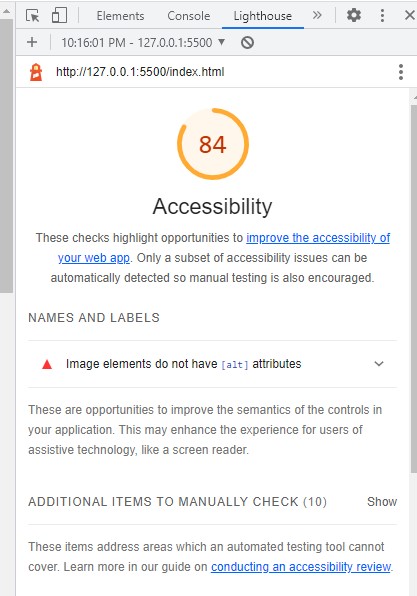 Elements Console Lighthouse »
10:16:01 PM - 127.0.0.1:5500
http://127.0.0.1:5500/index.html
84
Accessibility
These checks highlight opportunities to improve the accessibility of
your web app. Only a subset of accessibility issues can be
automatically detected so manual testing is also encouraged.
NAMES AND LABELS
Image elements do not have [alt] attributes
These are opportunities to improve the semantics of the controls in
your application. This may enhance the experience for users of
assistive technology, like a screen reader.
ADDITIONAL ITEMS TO MANUALLY CHECK (10) Show
These items address areas which an automated testing tool cannot
cover. Learn more in our guide on conducting an accessibility review.